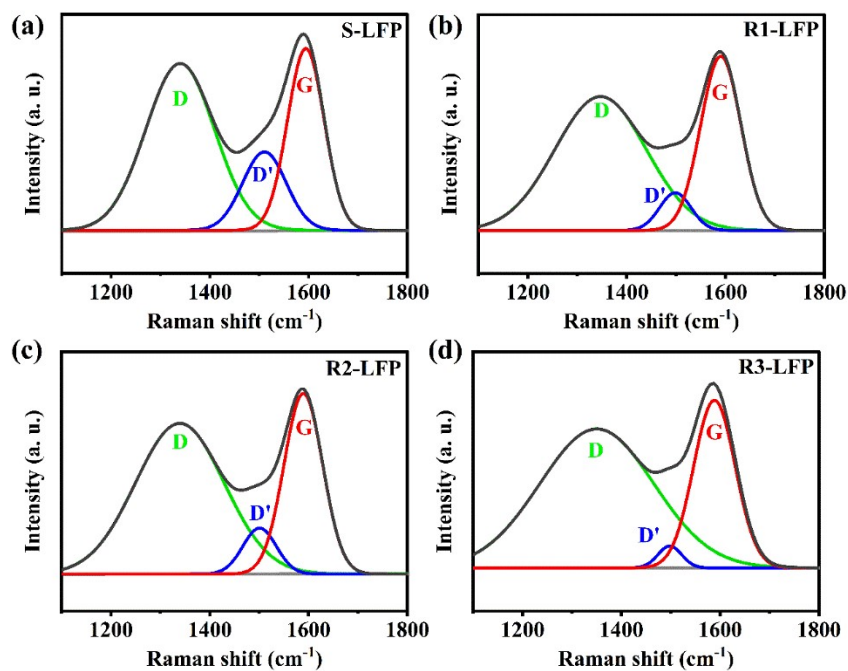 (a)
S-LFP
D
D'
G
Intensity (a. u.)
1200 1400 1600 1800
Raman shift (cm⁻¹)
(b)
R1-LFP
D
D'
G
Intensity (a. u.)
1200 1400 1600 1800
Raman shift (cm⁻¹)
(c)
R2-LFP
D
D'
G
Intensity (a. u.)
1200 1400 1600 1800
Raman shift (cm⁻¹)
(d)
R3-LFP
D
D'
G
Intensity (a. u.)
1200 1400 1600 1800
Raman shift (cm⁻¹)